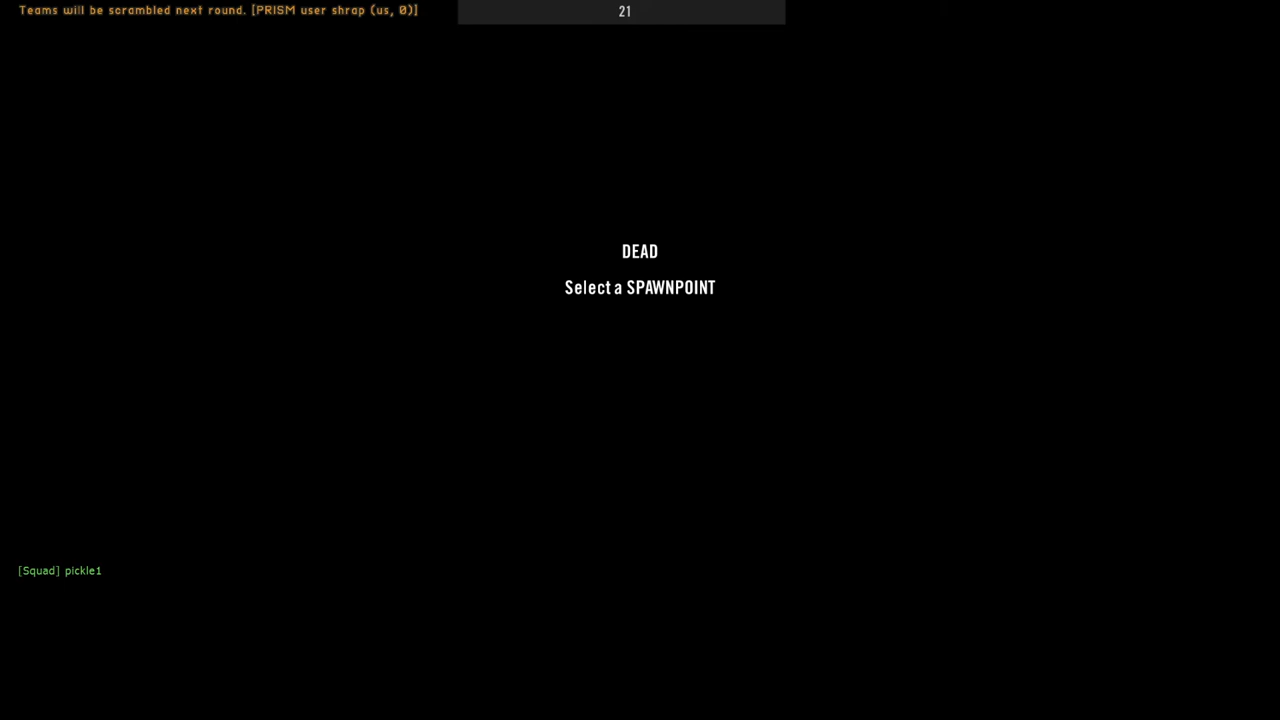 Teams will be scrambled next round. [PRISM user shrap (us, 0)]
21
DEAD
Select a SPAWNPOINT
[Squad] pickle1